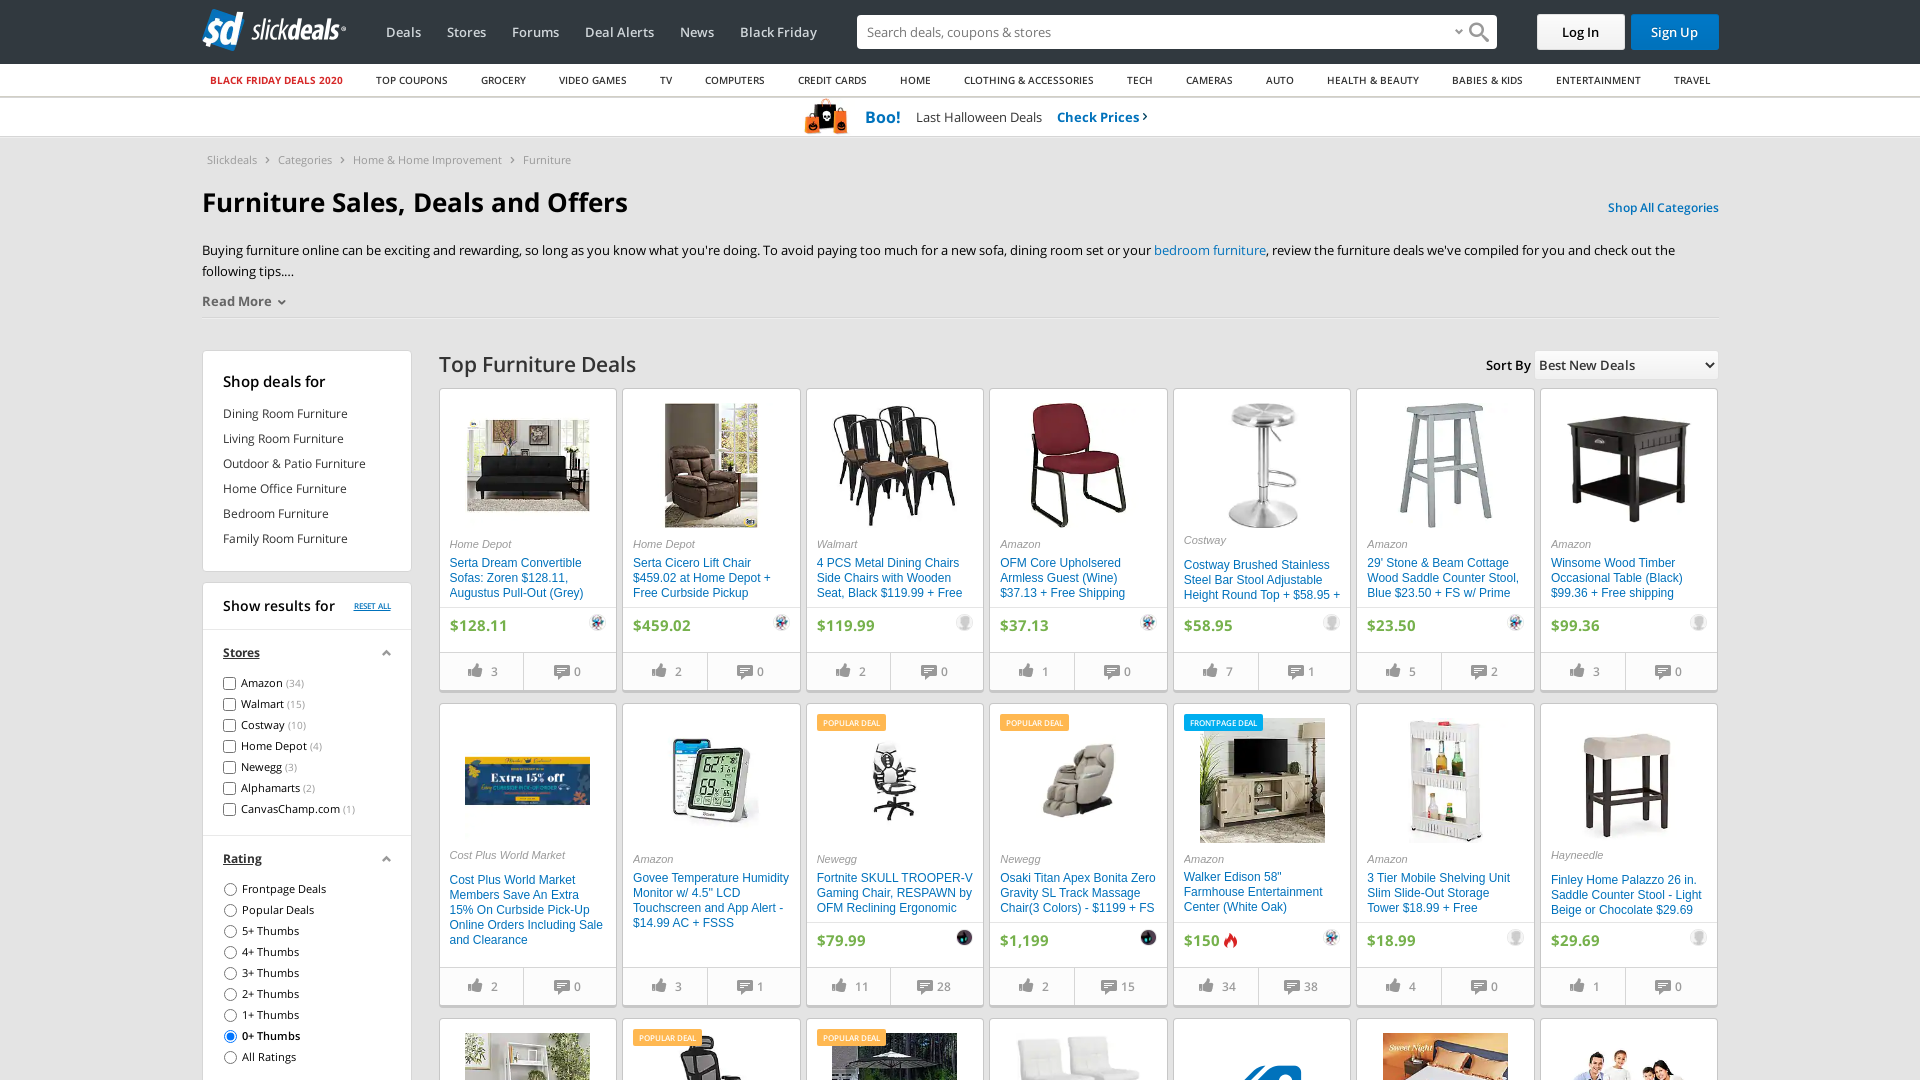 sd slickdeals
Deals Stores Forums Deal Alerts News Black Friday
Search deals, coupons & stores
Log In Sign Up
BLACK FRIDAY DEALS 2020 TOP COUPONS GROCERY VIDEO GAMES TV COMPUTERS CREDIT CARDS HOME CLOTHING & ACCESSORIES TECH CAMERAS AUTO HEALTH & BEAUTY BABIES & KIDS ENTERTAINMENT TRAVEL
Boo! Last Halloween Deals Check Prices
Slickdeals Categories Home & Home Improvement Furniture
Furniture Sales, Deals and Offers
Shop All Categories
Buying furniture online can be exciting and rewarding, so long as you know what you're doing. To avoid paying too much for a new sofa, dining room set or your bedroom furniture, review the furniture deals we've compiled for you and check out the
following tips....
Read More
Shop deals for
Dining Room Furniture
Living Room Furniture
Outdoor & Patio Furniture
Home Office Furniture
Bedroom Furniture
Family Room Furniture
Show results for RESET ALL
Stores
Amazon (34)
Walmart (15)
Costway (10)
Home Depot (4)
Newegg (3)
Alphamarts (2)
CanvasChamp.com (1)
Rating
Frontpage Deals
Popular Deals
5+ Thumbs
4+ Thumbs
3+ Thumbs
2+ Thumbs
1+ Thumbs
0+ Thumbs
All Ratings
Top Furniture Deals
Sort By Best New Deals
Home Depot
Serta Dream Convertible
Sofas: Zoren $128.11,
Augustus Pull-Out (Grey)
$128.11
3 0
Home Depot
Serta Cicero Lift Chair
$459.02 at Home Depot +
Free Curbside Pickup
$459.02
2 0
Walmart
4 PCS Metal Dining Chairs
Side Chairs with Wooden
Seat, Black $119.99 + Free
$119.99
2 0
Amazon
OFM Core Upholsered
Armless Guest (Wine)
$37.13 + Free Shipping
$37.13
1 0
Costway
Costway Brushed Stainless
Steel Bar Stool Adjustable
Height Round Top + $58.95 +
$58.95
7 1
Amazon
29' Stone & Beam Cottage
Wood Saddle Counter Stool,
Blue $23.50 + FS w/ Prime
$23.50
5 2
Amazon
Winsome Wood Timber
Occasional Table (Black)
$99.36 + Free shipping
$99.36
3 0
Extra 15% off
Cost Plus World Market
Cost Plus World Market
Members Save An Extra
15% On Curbside Pick-Up
Online Orders Including Sale
and Clearance
2 0
Amazon
Govee Temperature Humidity
Monitor w/ 4.5" LCD
Touchscreen and App Alert -
$14.99 AC + FSSS
3 1
POPULAR DEAL
Newegg
Fortnite SKULL TROOPER-V
Gaming Chair, RESPAWN by
OFM Reclining Ergonomic
$79.99
11 28
POPULAR DEAL
Newegg
Osaki Titan Apex Bonita Zero
Gravity SL Track Massage
Chair(3 Colors) - $1199 + FS
$1,199
2 15
FRONTPAGE DEAL
Amazon
Walker Edison 58"
Farmhouse Entertainment
Center (White Oak)
$150
34 38
Amazon
3 Tier Mobile Shelving Unit
Slim Slide-Out Storage
Tower $18.99 + Free
$18.99
4 0
Hayneedle
Finley Home Palazzo 26 in.
Saddle Counter Stool - Light
Beige or Chocolate $29.69
$29.69
1 0
POPULAR DEAL
POPULAR DEAL
Sweet Night